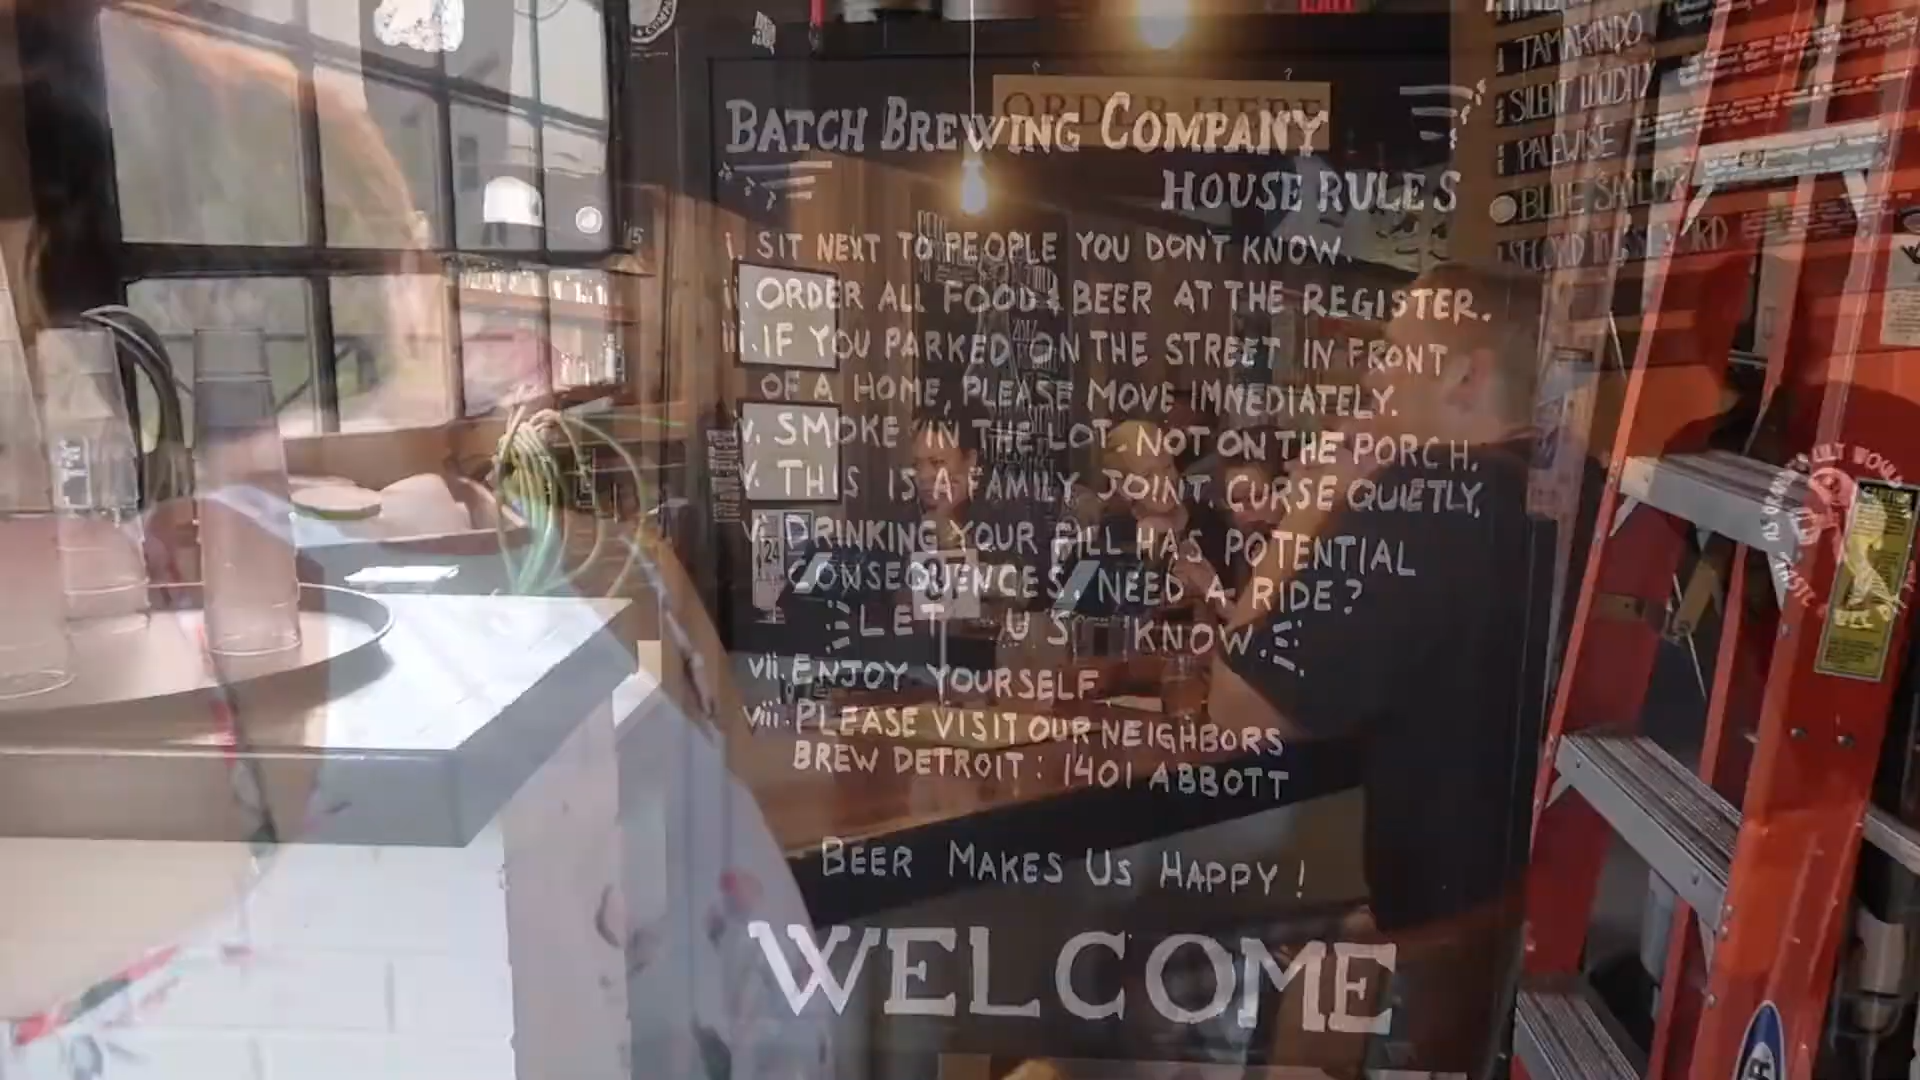 ORDER HERE
BATCH BREWING COMPANY
HOUSE RULES
i. SIT NEXT TO PEOPLE YOU DON'T KNOW.
ii. ORDER ALL FOOD & BEER AT THE REGISTER.
iii. IF YOU PARKED ON THE STREET IN FRONT
OF A HOME, PLEASE MOVE IMMEDIATELY.
v. SMOKE IN THE LOT. NOT ON THE PORCH.
v. THIS IS A FAMILY JOINT. CURSE QUIETLY.
vi. DRINKING YOUR FILL HAS POTENTIAL
CONSEQUENCES. NEED A RIDE?
LET US KNOW.
vii. ENJOY YOURSELF
viii. PLEASE VISIT OUR NEIGHBORS
BREW DETROIT: 1401 ABBOTT
BEER MAKES US HAPPY!
WELCOME
TAMARINDO
PALEWISE
BLUE SAILOR
24